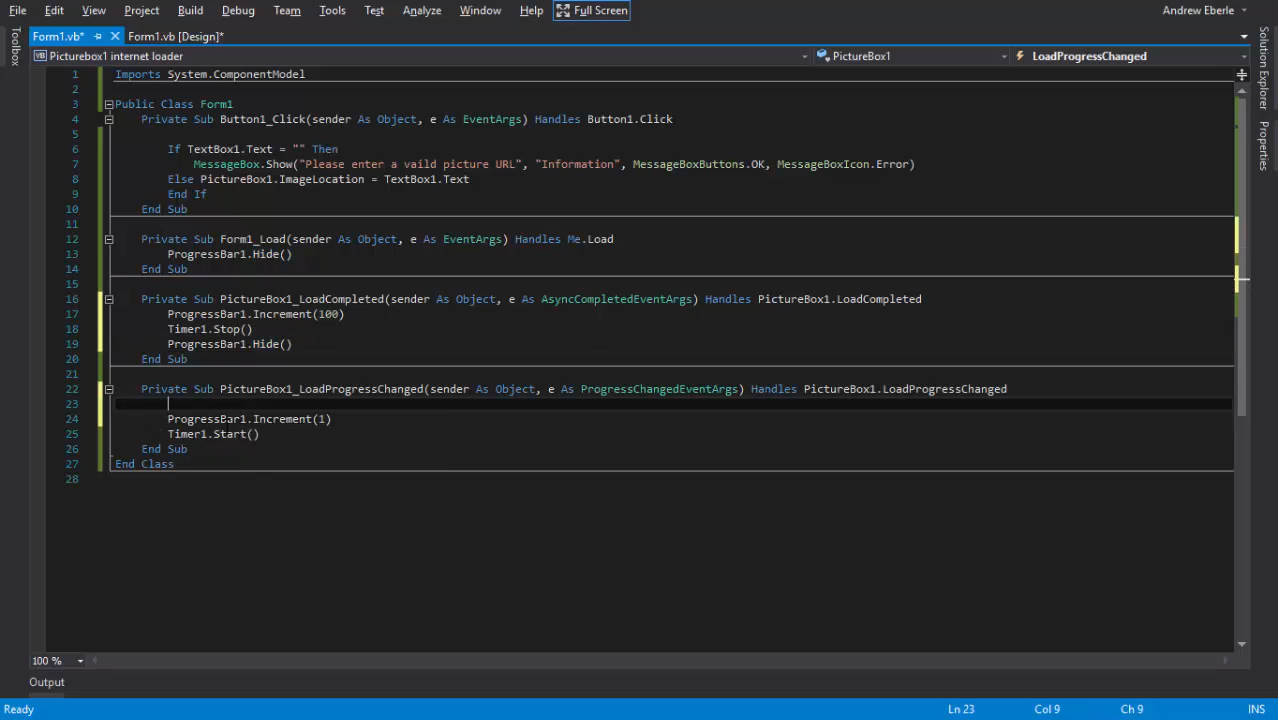 File Edit View Project Build Debug Team Tools Test Analyze Window Help Full Screen Andrew Eberle
Form1.vb* Form1.vb [Design]*
Toolbox
VB Picturebox1 internet loader PictureBox1 LoadProgressChanged
Solution Explorer
Properties
1 Imports System.ComponentModel
2
3 Public Class Form1
4 Private Sub Button1_Click(sender As Object, e As EventArgs) Handles Button1.Click
5
6 If TextBox1.Text = "" Then
7 MessageBox.Show("Please enter a vaild picture URL", "Information", MessageBoxButtons.OK, MessageBoxIcon.Error)
8 Else PictureBox1.ImageLocation = TextBox1.Text
9 End If
10 End Sub
11
12 Private Sub Form1_Load(sender As Object, e As EventArgs) Handles Me.Load
13 ProgressBar1.Hide()
14 End Sub
15
16 Private Sub PictureBox1_LoadCompleted(sender As Object, e As AsyncCompletedEventArgs) Handles PictureBox1.LoadCompleted
17 ProgressBar1.Increment(100)
18 Timer1.Stop()
19 ProgressBar1.Hide()
20 End Sub
21
22 Private Sub PictureBox1_LoadProgressChanged(sender As Object, e As ProgressChangedEventArgs) Handles PictureBox1.LoadProgressChanged
23
24 ProgressBar1.Increment(1)
25 Timer1.Start()
26 End Sub
27 End Class
28
100 %
Output
Ready Ln 23 Col 9 Ch 9 INS